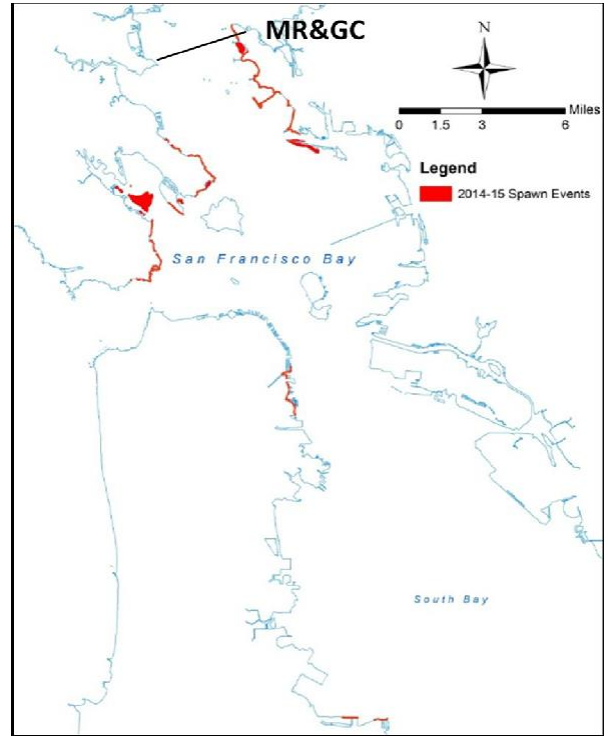 MR&GC
N
Miles
0 1.5 3 6
Legend
2014-15 Spawn Events
San Francisco Bay
South Bay